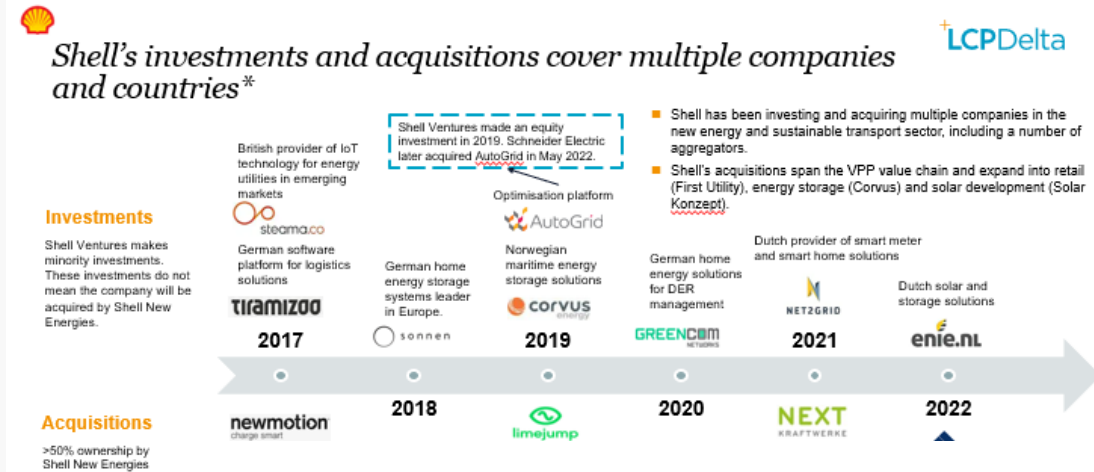 LCPDelta
Shell's investments and acquisitions cover multiple companies
and countries*
Shell Ventures made an equity
investment in 2019. Schneider Electric
later acquired AutoGrid in May 2022.
Shell has been investing and acquiring multiple companies in the
new energy and sustainable transport sector, including a number of
aggregators.
Shell's acquisitions span the VPP value chain and expand into retail
(First Utility), energy storage (Corvus) and solar development (Solar
Konzept).
Investments
Shell Ventures makes
minority investments.
These investments do not
mean the company will be
acquired by Shell New
Energies.
British provider of IoT
technology for energy
utilities in emerging
markets
steama.co
German software
platform for logistics
solutions
TIRAMIZOO
2017
German home
energy storage
systems leader
in Europe.
sonnen
Optimisation platform
AutoGrid
Norwegian
maritime energy
storage solutions
corvus
energy
2019
German home
energy solutions
for DER
management
GREENCOM
NETWORKS
Dutch provider of smart meter
and smart home solutions
NET2GRID
2021
Dutch solar and
storage solutions
enie.nl
2018
2020
2022
Acquisitions
>50% ownership by
Shell New Energies
newmotion
charge smart
limejump
NEXT
KRAFTWERKE